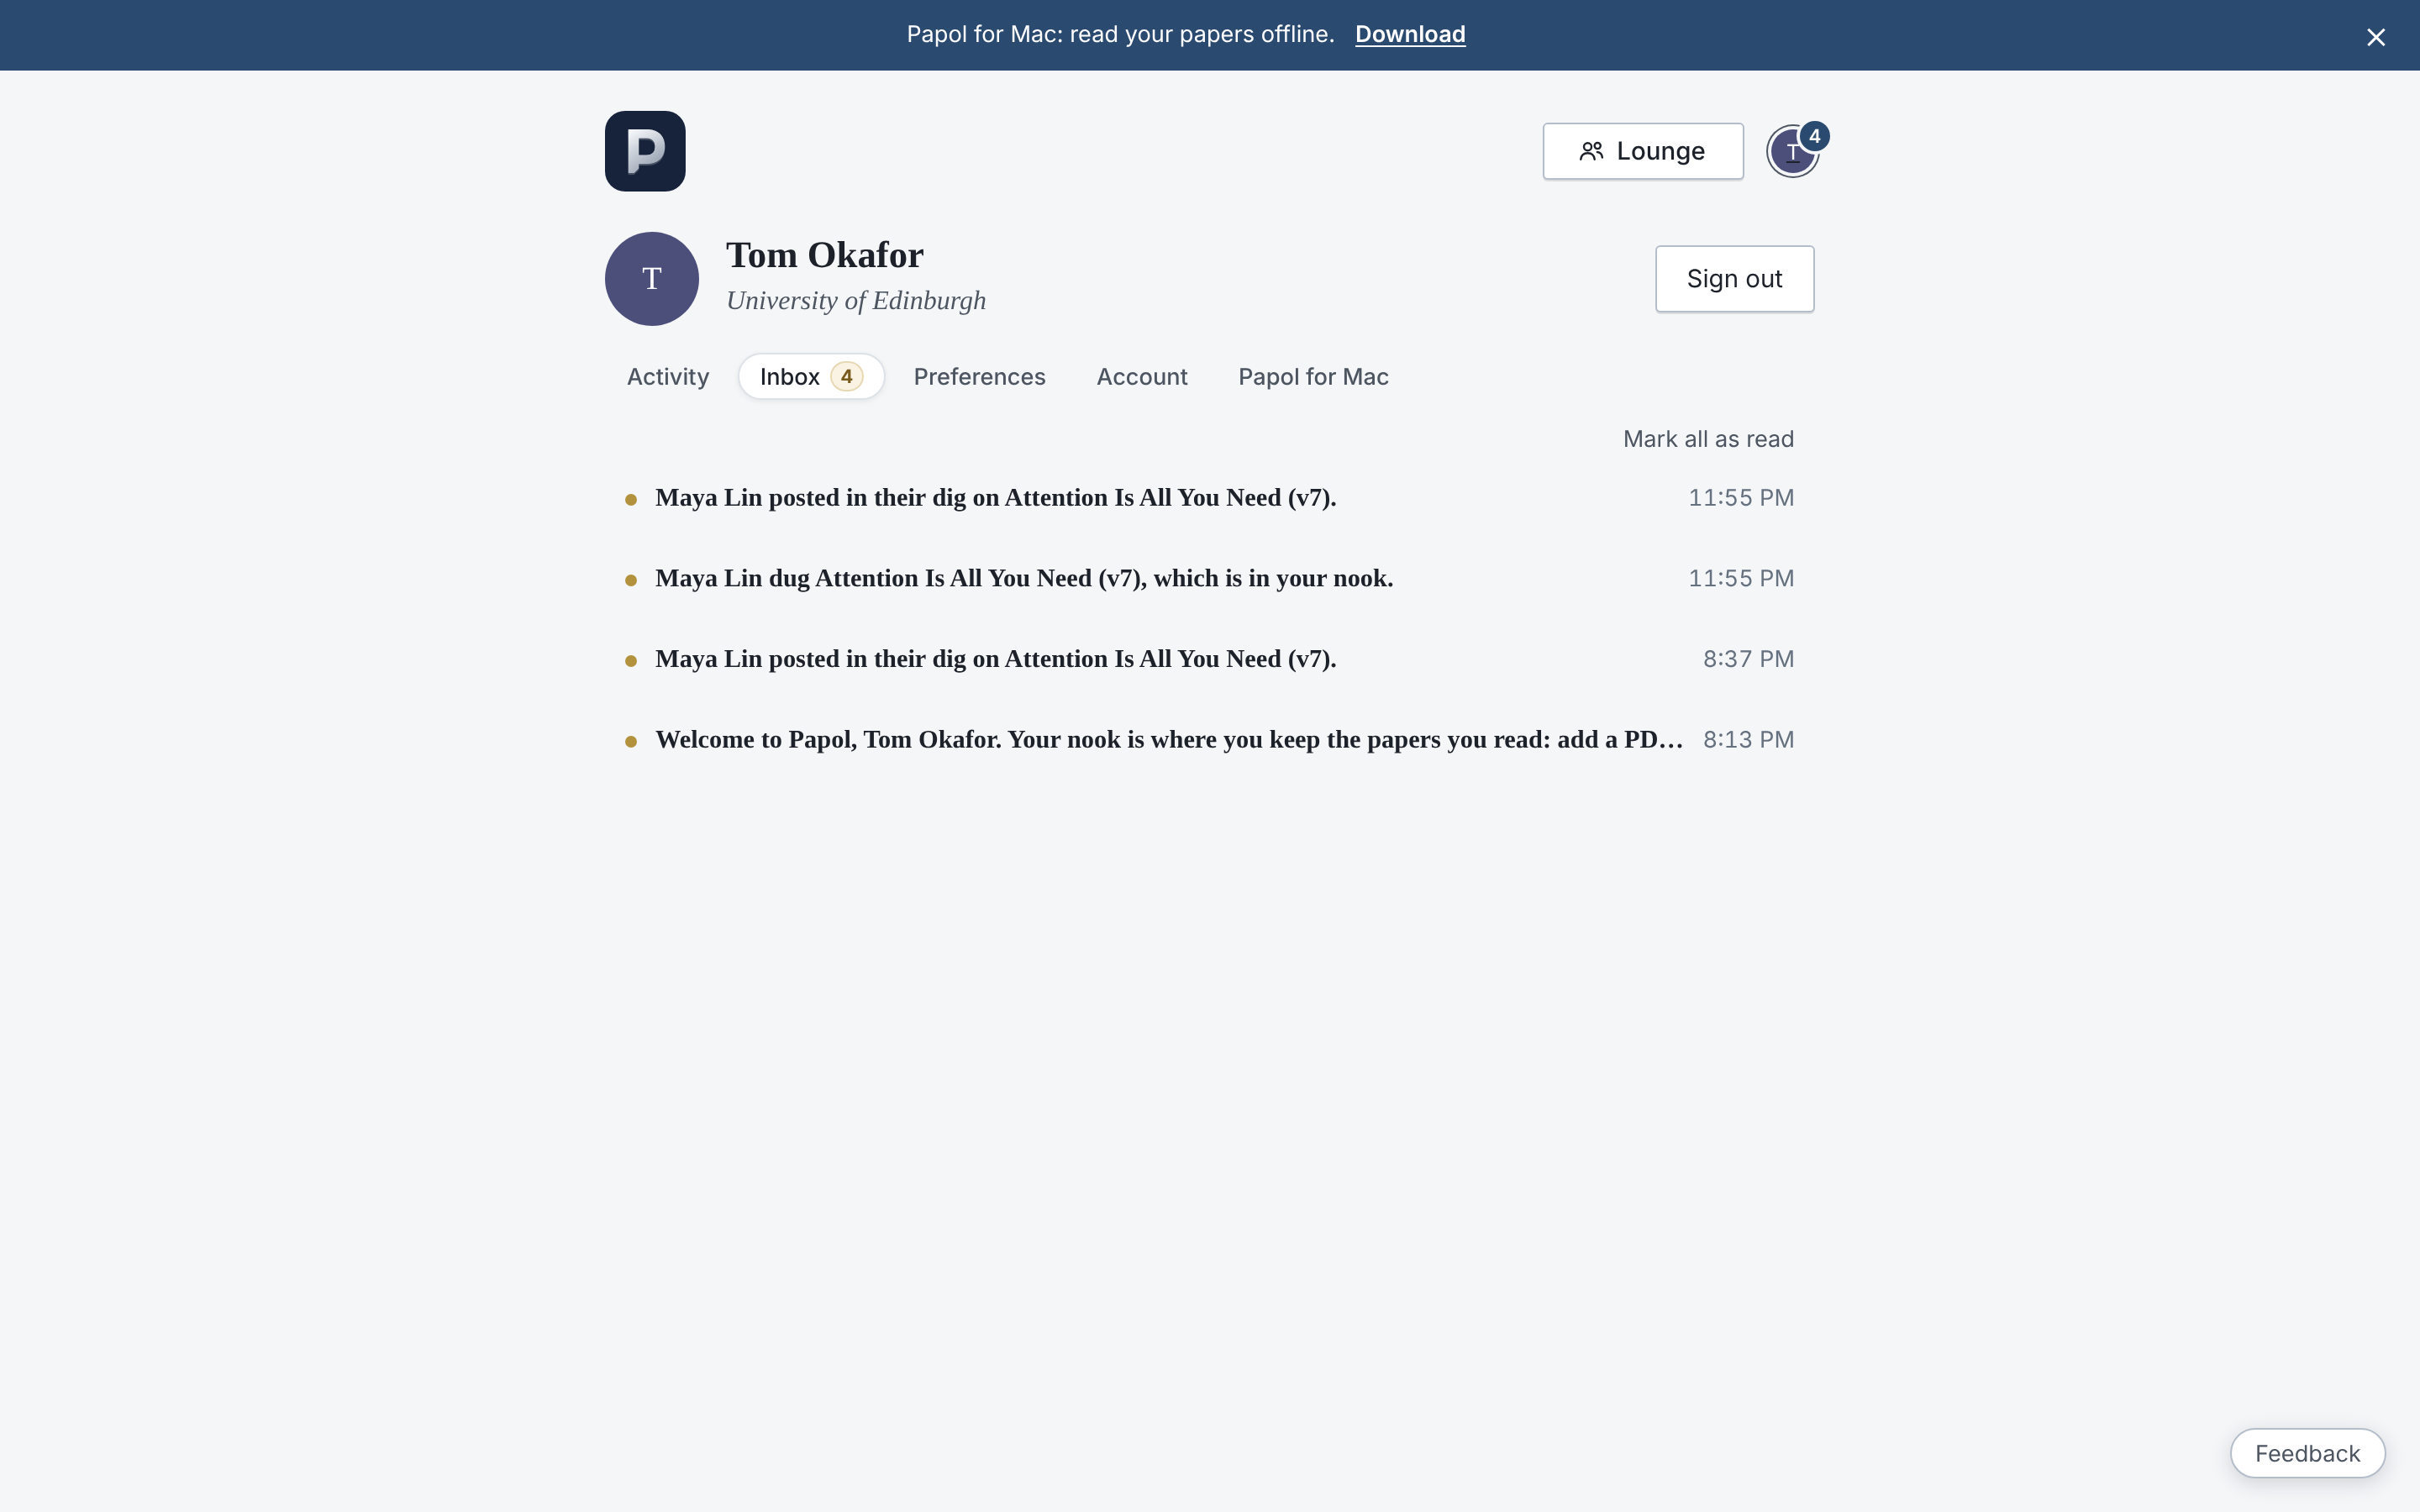 Papol for Mac: read your papers offline. Download
P
Lounge
T 4
T
Tom Okafor
University of Edinburgh
Sign out
Activity Inbox 4 Preferences Account Papol for Mac
Mark all as read
Maya Lin posted in their dig on Attention Is All You Need (v7). 11:55 PM
Maya Lin dug Attention Is All You Need (v7), which is in your nook. 11:55 PM
Maya Lin posted in their dig on Attention Is All You Need (v7). 8:37 PM
Welcome to Papol, Tom Okafor. Your nook is where you keep the papers you read: add a PD… 8:13 PM
Feedback